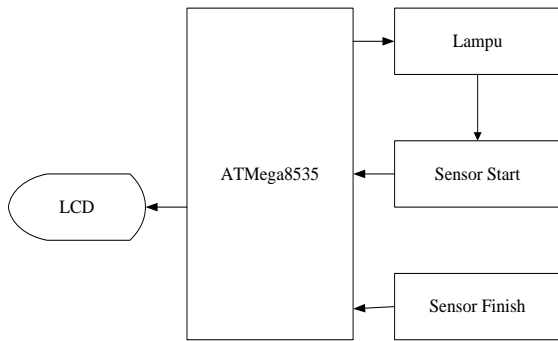 Lampu
ATMega8535
Sensor Start
LCD
Sensor Finish